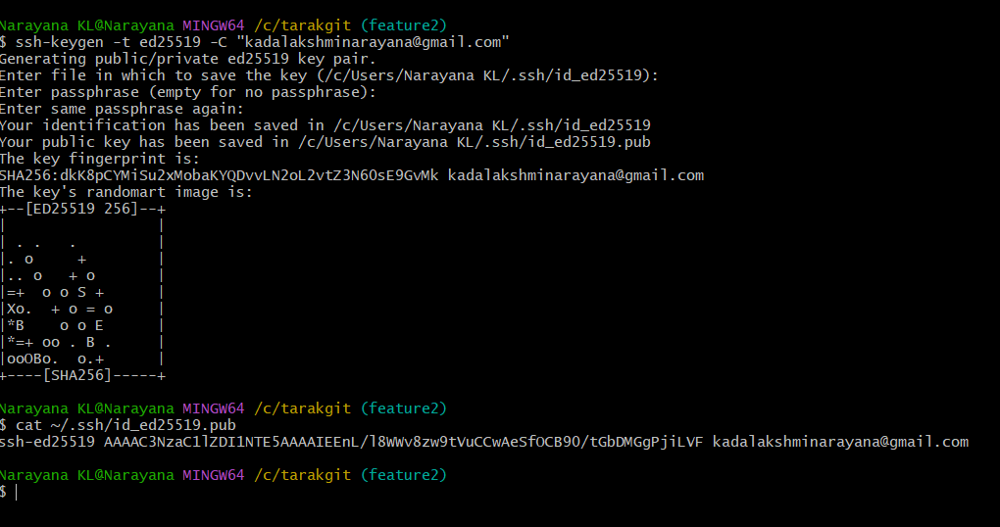 Narayana KL@Narayana MINGW64 /c/tarakgit (feature2)
$ ssh-keygen -t ed25519 -C "kadalakshminarayana@gmail.com"
Generating public/private ed25519 key pair.
Enter file in which to save the key (/c/Users/Narayana KL/.ssh/id_ed25519):
Enter passphrase (empty for no passphrase):
Enter same passphrase again:
Your identification has been saved in /c/Users/Narayana KL/.ssh/id_ed25519
Your public key has been saved in /c/Users/Narayana KL/.ssh/id_ed25519.pub
The key fingerprint is:
SHA256:dkK8pCYMiSu2xMobaKYQDvvLN2oL2vtZ3N6OsE9GvMk kadalakshminarayana@gmail.com
The key's randomart image is:
+--[ED25519 256]--+
|                 |
| . .   .         |
|. o     +        |
|.. o   + o       |
|=+  o o S +      |
|Xo.  + o = o     |
|*B    o o E      |
|*=+ oo . B .     |
|ooOBo.  o.+      |
+----[SHA256]-----+
Narayana KL@Narayana MINGW64 /c/tarakgit (feature2)
$ cat ~/.ssh/id_ed25519.pub
ssh-ed25519 AAAAC3NzaC1lZDI1NTE5AAAAIEEnL/l8WWv8zw9tVuCCwAeSfOCB9O/tGbDMGgPjiLVF kadalakshminarayana@gmail.com
Narayana KL@Narayana MINGW64 /c/tarakgit (feature2)
$